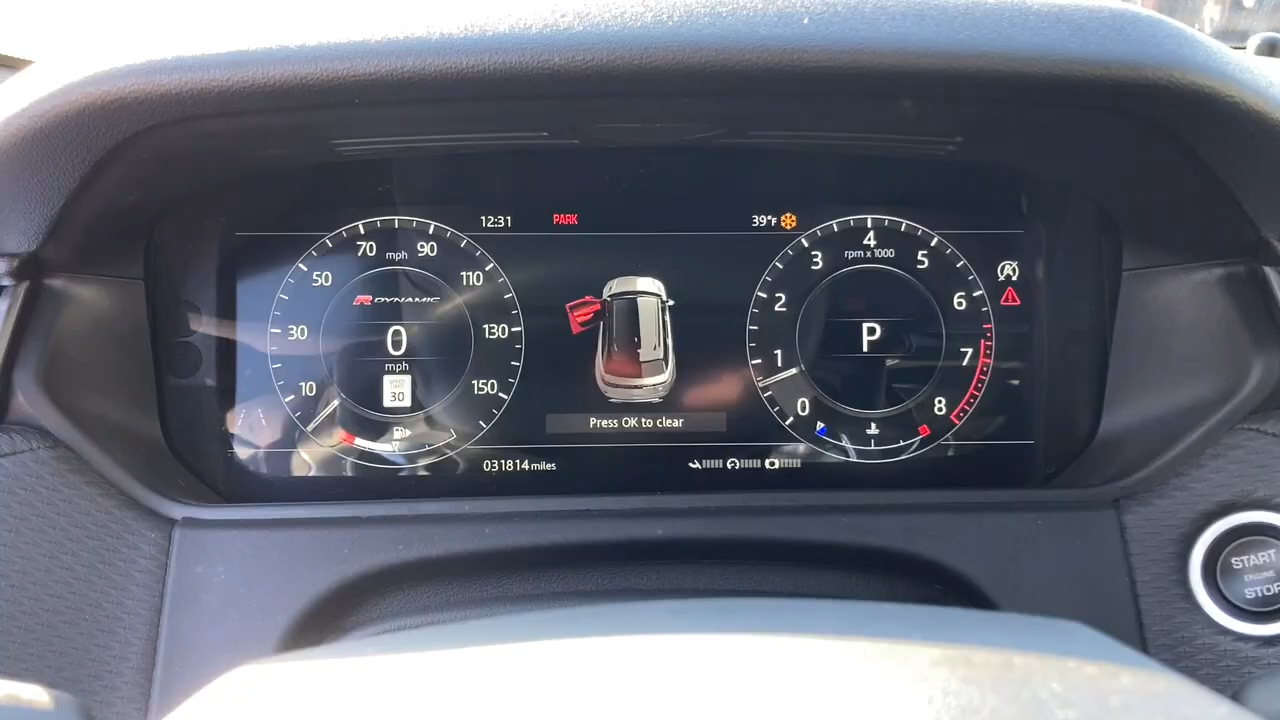 12:31
PARK
39°F
70 mph 90
50
110
R DYNAMIC
30
0
130
mph
10
150
SPEED
LIMIT
30
4
rpm x 1000
3
5
2
6
P
1
7
0
8
Press OK to clear
031814 miles
START
ENGINE
STOP